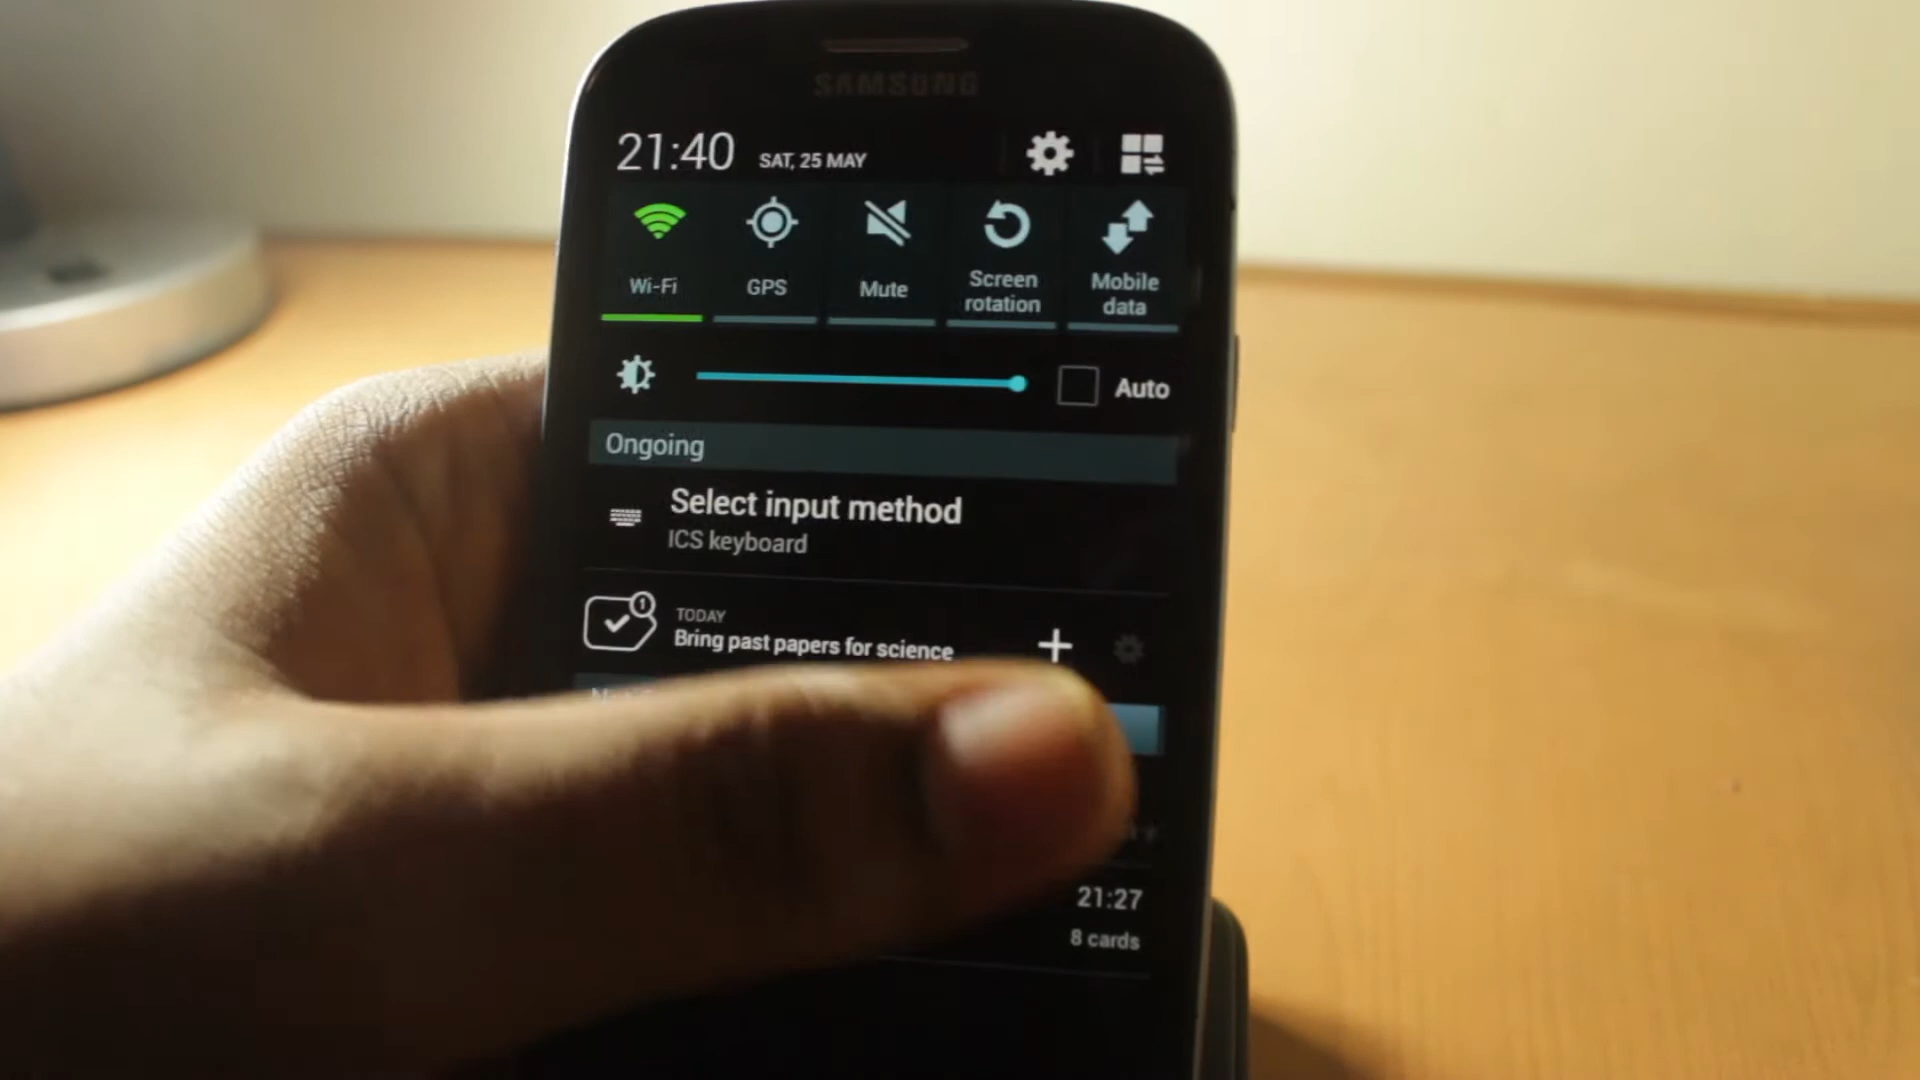 SAMSUNG
21:40 SAT, 25 MAY
Wi-Fi
GPS
Mute
Screen
rotation
Mobile
data
Auto
Ongoing
Select input method
ICS keyboard
1
TODAY
Bring past papers for science
21:27
8 cards